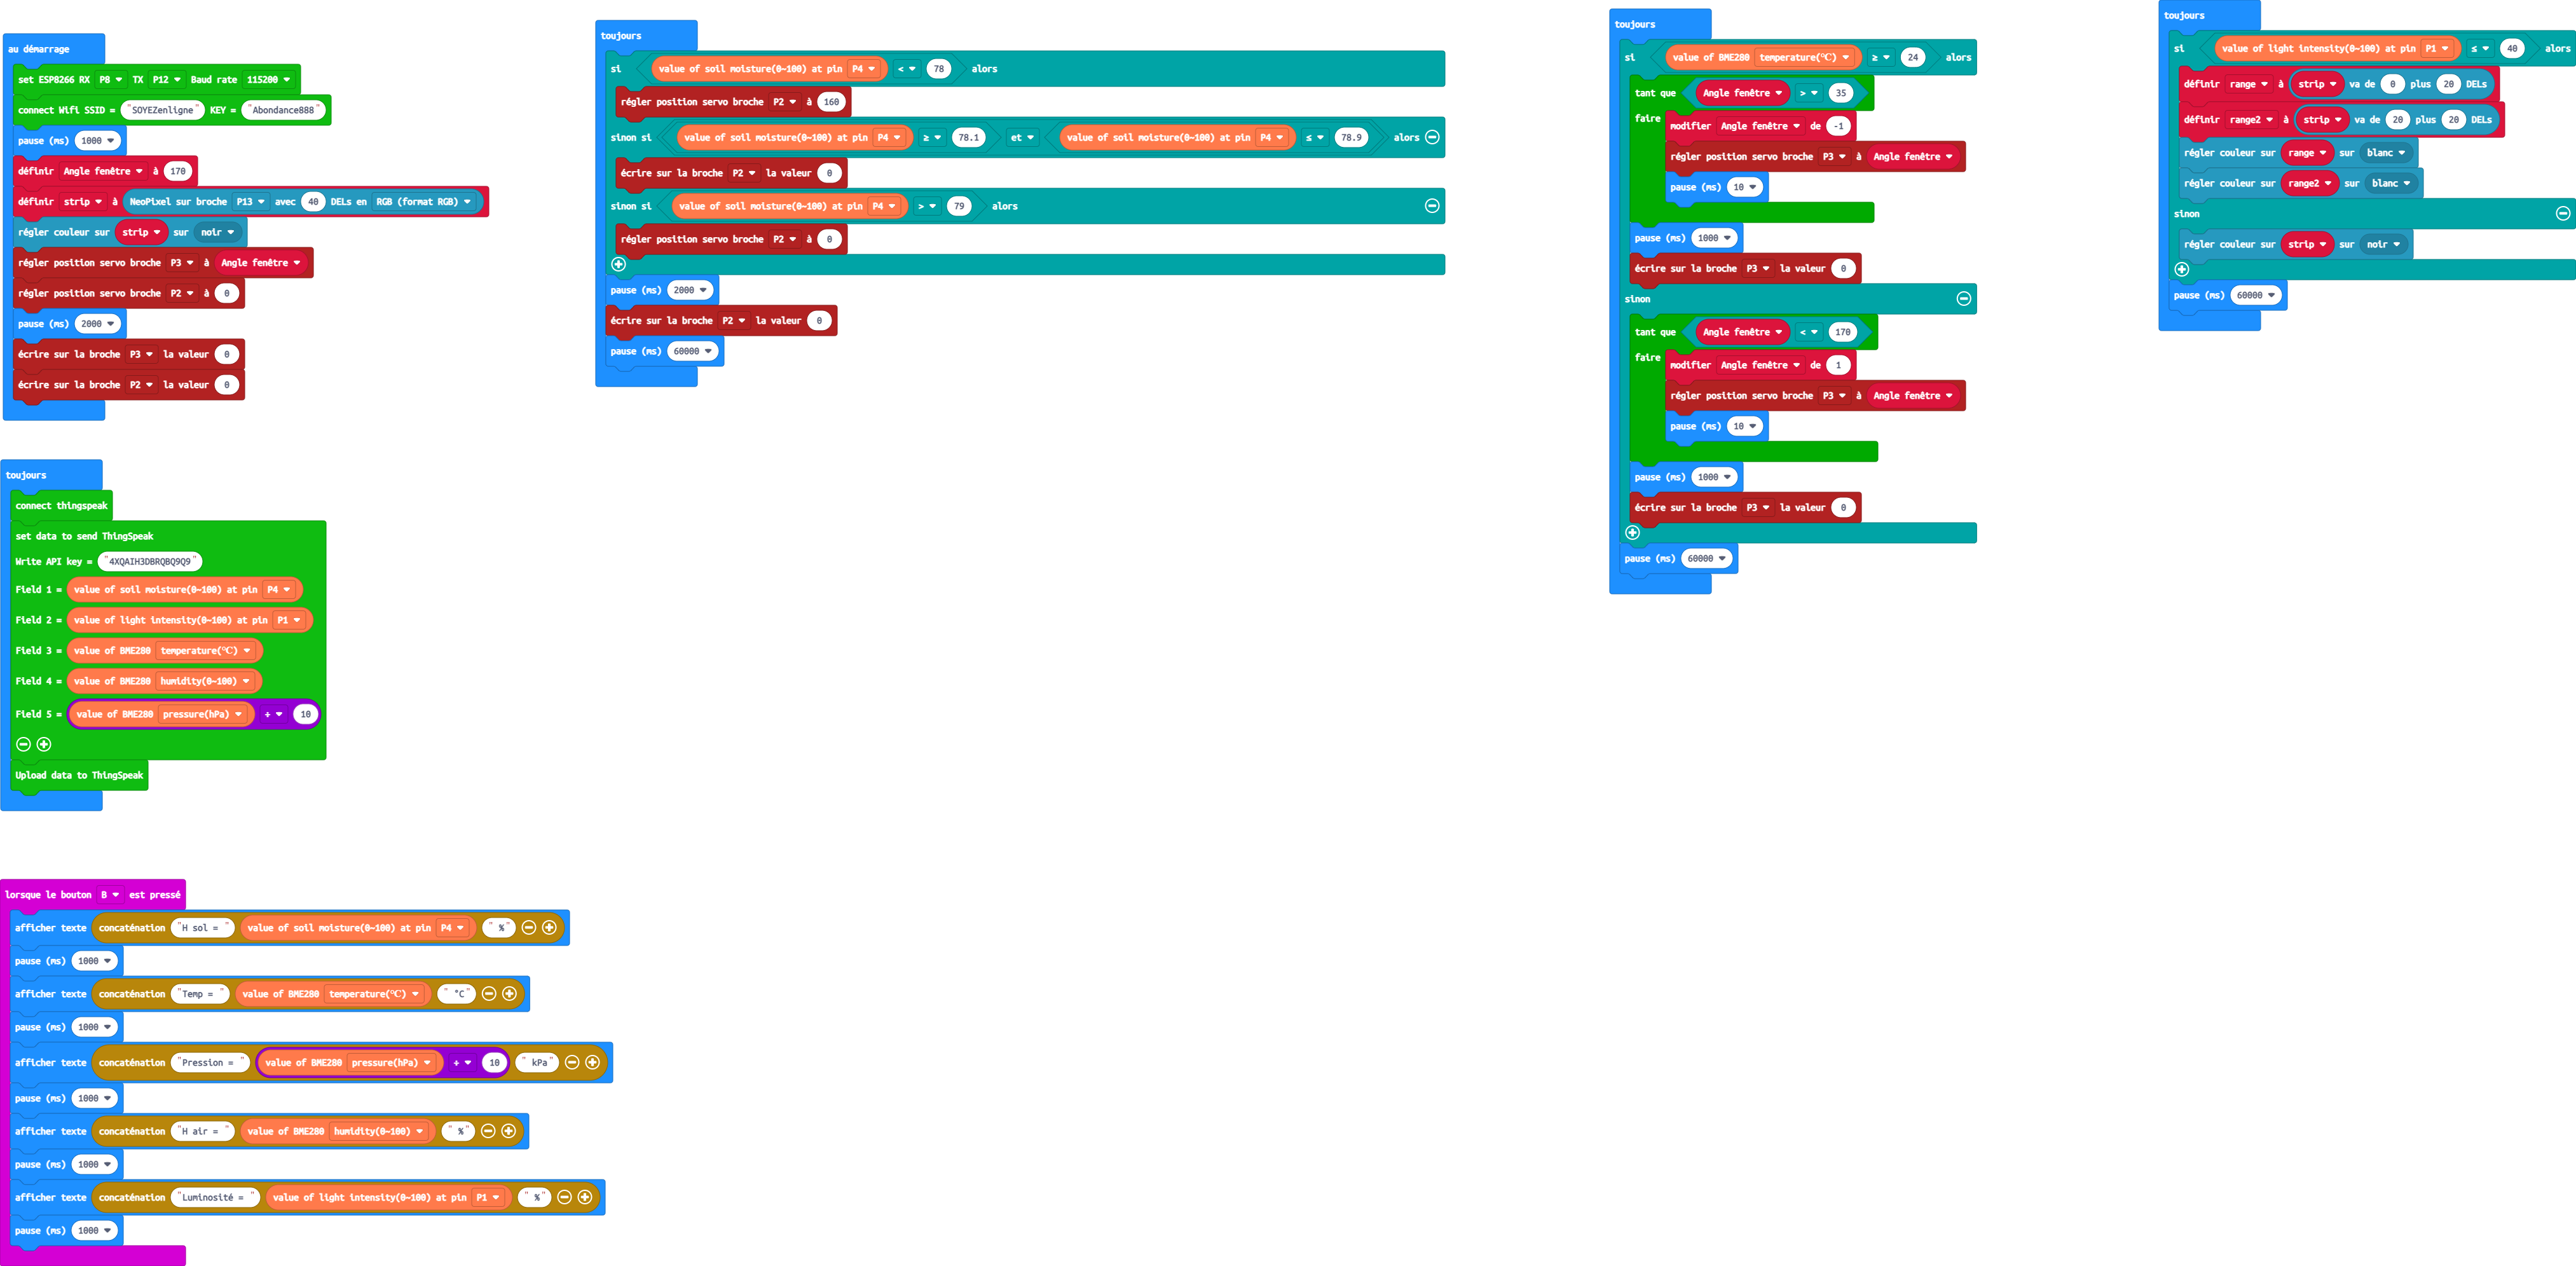 au démarrage
set ESP8266 RX P8 TX P12 Baud rate 115200
connect Wifi SSID = "SOYEZenligne" KEY = "Abondance888"
pause (ms) 1000
définir Angle fenêtre à 170
définir strip à NeoPixel sur broche P13 avec 40 DELs en RGB (format RGB)
régler couleur sur strip sur noir
régler position servo broche P3 à Angle fenêtre
régler position servo broche P2 à 0
pause (ms) 2000
écrire sur la broche P3 la valeur 0
écrire sur la broche P2 la valeur 0
toujours
connect thingspeak
set data to send ThingSpeak
Write API key = "4XQAIH3DBRQBQ9Q9"
Field 1 = value of soil moisture(0~100) at pin P4
Field 2 = value of light intensity(0~100) at pin P1
Field 3 = value of BME280 temperature(℃)
Field 4 = value of BME280 humidity(0~100)
Field 5 = value of BME280 pressure(hPa) ÷ 10
Upload data to ThingSpeak
lorsque le bouton B est pressé
afficher texte concaténation "H sol = " value of soil moisture(0~100) at pin P4 " %"
pause (ms) 1000
afficher texte concaténation "Temp = " value of BME280 temperature(℃) " °C"
pause (ms) 1000
afficher texte concaténation "Pression = " value of BME280 pressure(hPa) ÷ 10 " kPa"
pause (ms) 1000
afficher texte concaténation "H air = " value of BME280 humidity(0~100) " %"
pause (ms) 1000
afficher texte concaténation "Luminosité = " value of light intensity(0~100) at pin P1 " %"
pause (ms) 1000
toujours
si value of soil moisture(0~100) at pin P4 < 78 alors
régler position servo broche P2 à 160
sinon si value of soil moisture(0~100) at pin P4 ≥ 78.1 et value of soil moisture(0~100) at pin P4 ≤ 78.9 alors
écrire sur la broche P2 la valeur 0
sinon si value of soil moisture(0~100) at pin P4 > 79 alors
régler position servo broche P2 à 0
pause (ms) 2000
écrire sur la broche P2 la valeur 0
pause (ms) 60000
toujours
si value of BME280 temperature(℃) ≥ 24 alors
tant que Angle fenêtre > 35
faire modifier Angle fenêtre de -1
régler position servo broche P3 à Angle fenêtre
pause (ms) 10
pause (ms) 1000
écrire sur la broche P3 la valeur 0
sinon
tant que Angle fenêtre < 170
faire modifier Angle fenêtre de 1
régler position servo broche P3 à Angle fenêtre
pause (ms) 10
pause (ms) 1000
écrire sur la broche P3 la valeur 0
pause (ms) 60000
toujours
si value of light intensity(0~100) at pin P1 ≤ 40 alors
définir range à strip va de 0 plus 20 DELs
définir range2 à strip va de 20 plus 20 DELs
régler couleur sur range sur blanc
régler couleur sur range2 sur blanc
sinon
régler couleur sur strip sur noir
pause (ms) 60000